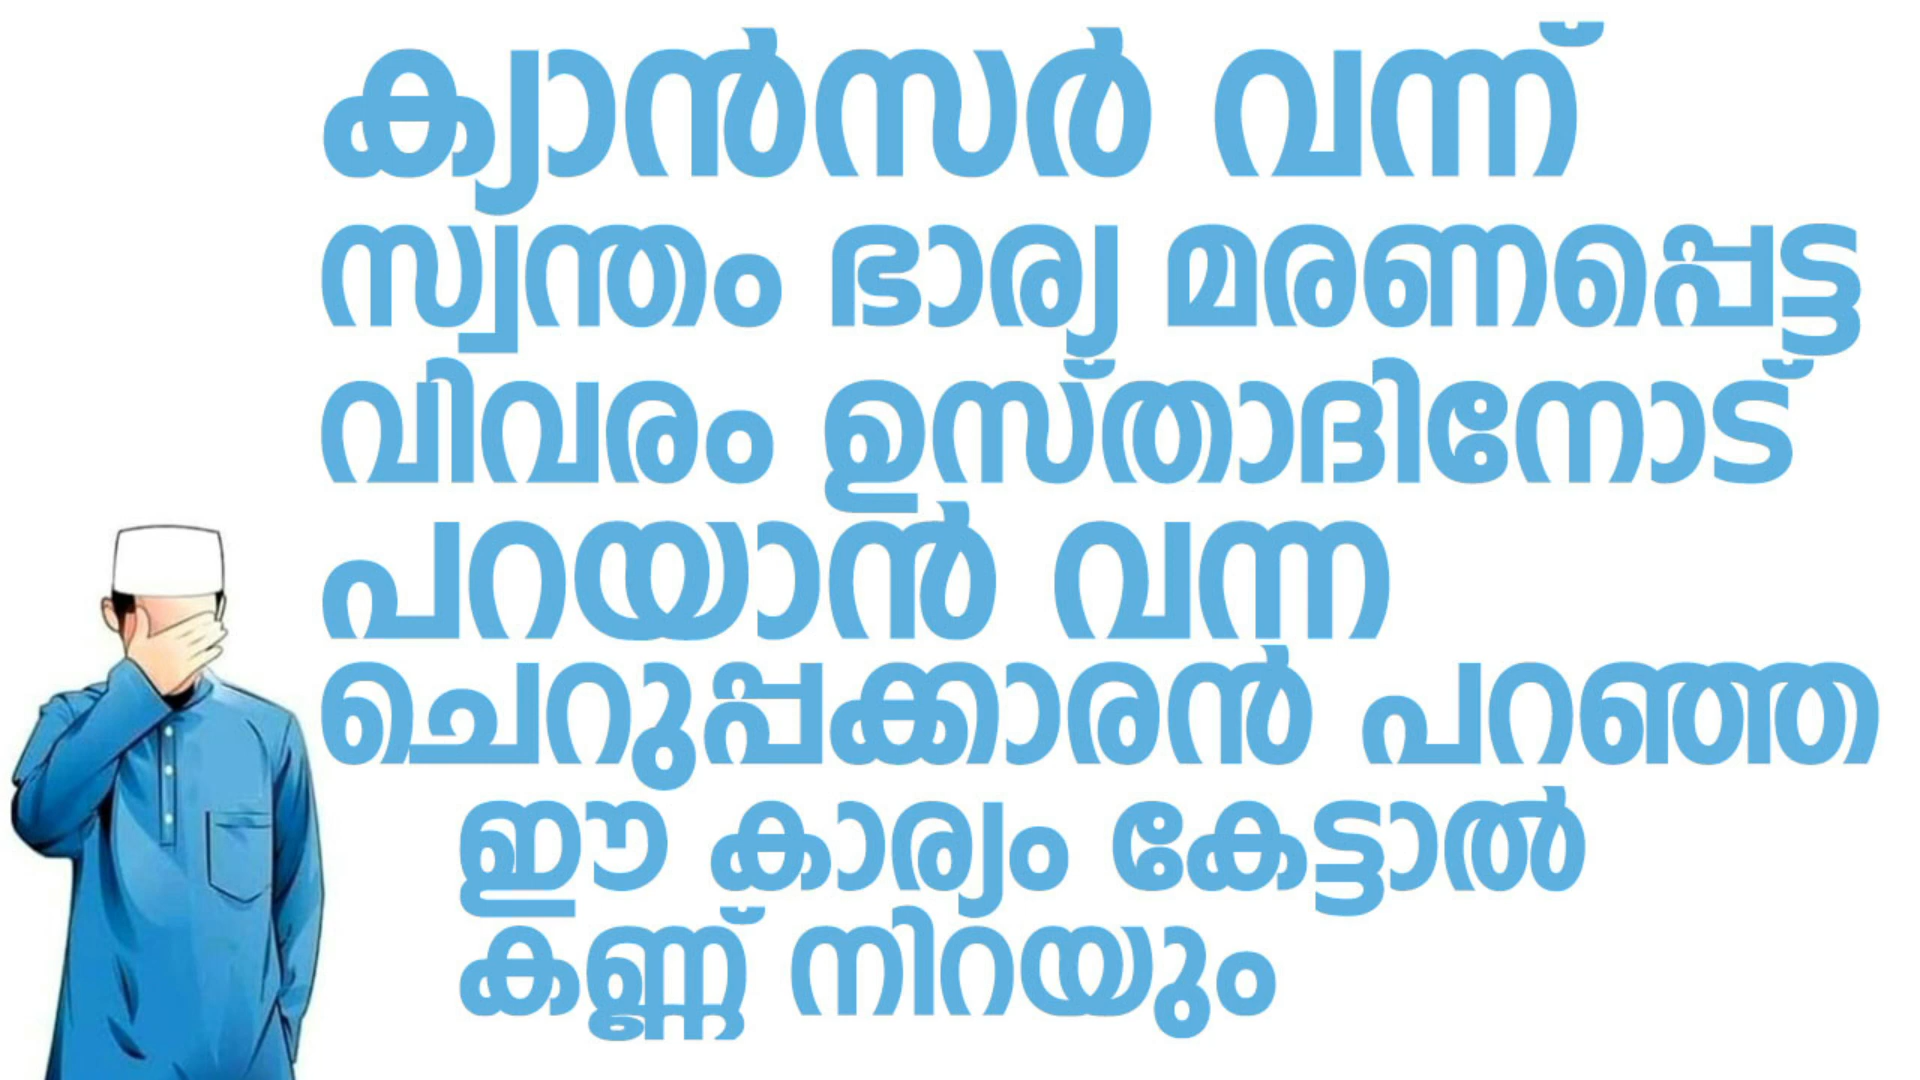 ക്യാൻസർ വന്ന്
സ്വന്തം ഭാര്യ മരണപ്പെട്ട
വിവരം ഉസ്താദിനോട്
പറയാൻ വന്ന
ചെറുപ്പക്കാരൻ പറഞ്ഞ
ഈ കാര്യം കേട്ടാൽ
കണ്ണ് നിറയും